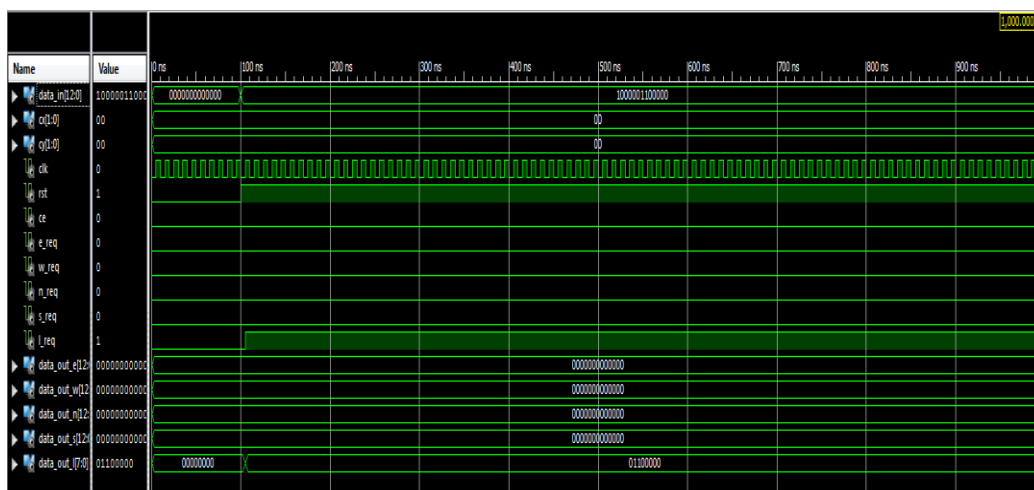 1,000.000
Name Value 0 ns 100 ns 200 ns 300 ns 400 ns 500 ns 600 ns 700 ns 800 ns 900 ns
data_in[12:0] 10000011000 0000000000000 1000001100000
cx[1:0] 00 00
cy[1:0] 00 00
clk 0
rst 1
ce 0
e_req 0
w_req 0
n_req 0
s_req 0
l_req 1
data_out_e[12: 00000000000 0000000000000
data_out_w[12 00000000000 0000000000000
data_out_n[12: 00000000000 0000000000000
data_out_s[12:0 00000000000 0000000000000
data_out_l[7:0] 01100000 00000000 01100000